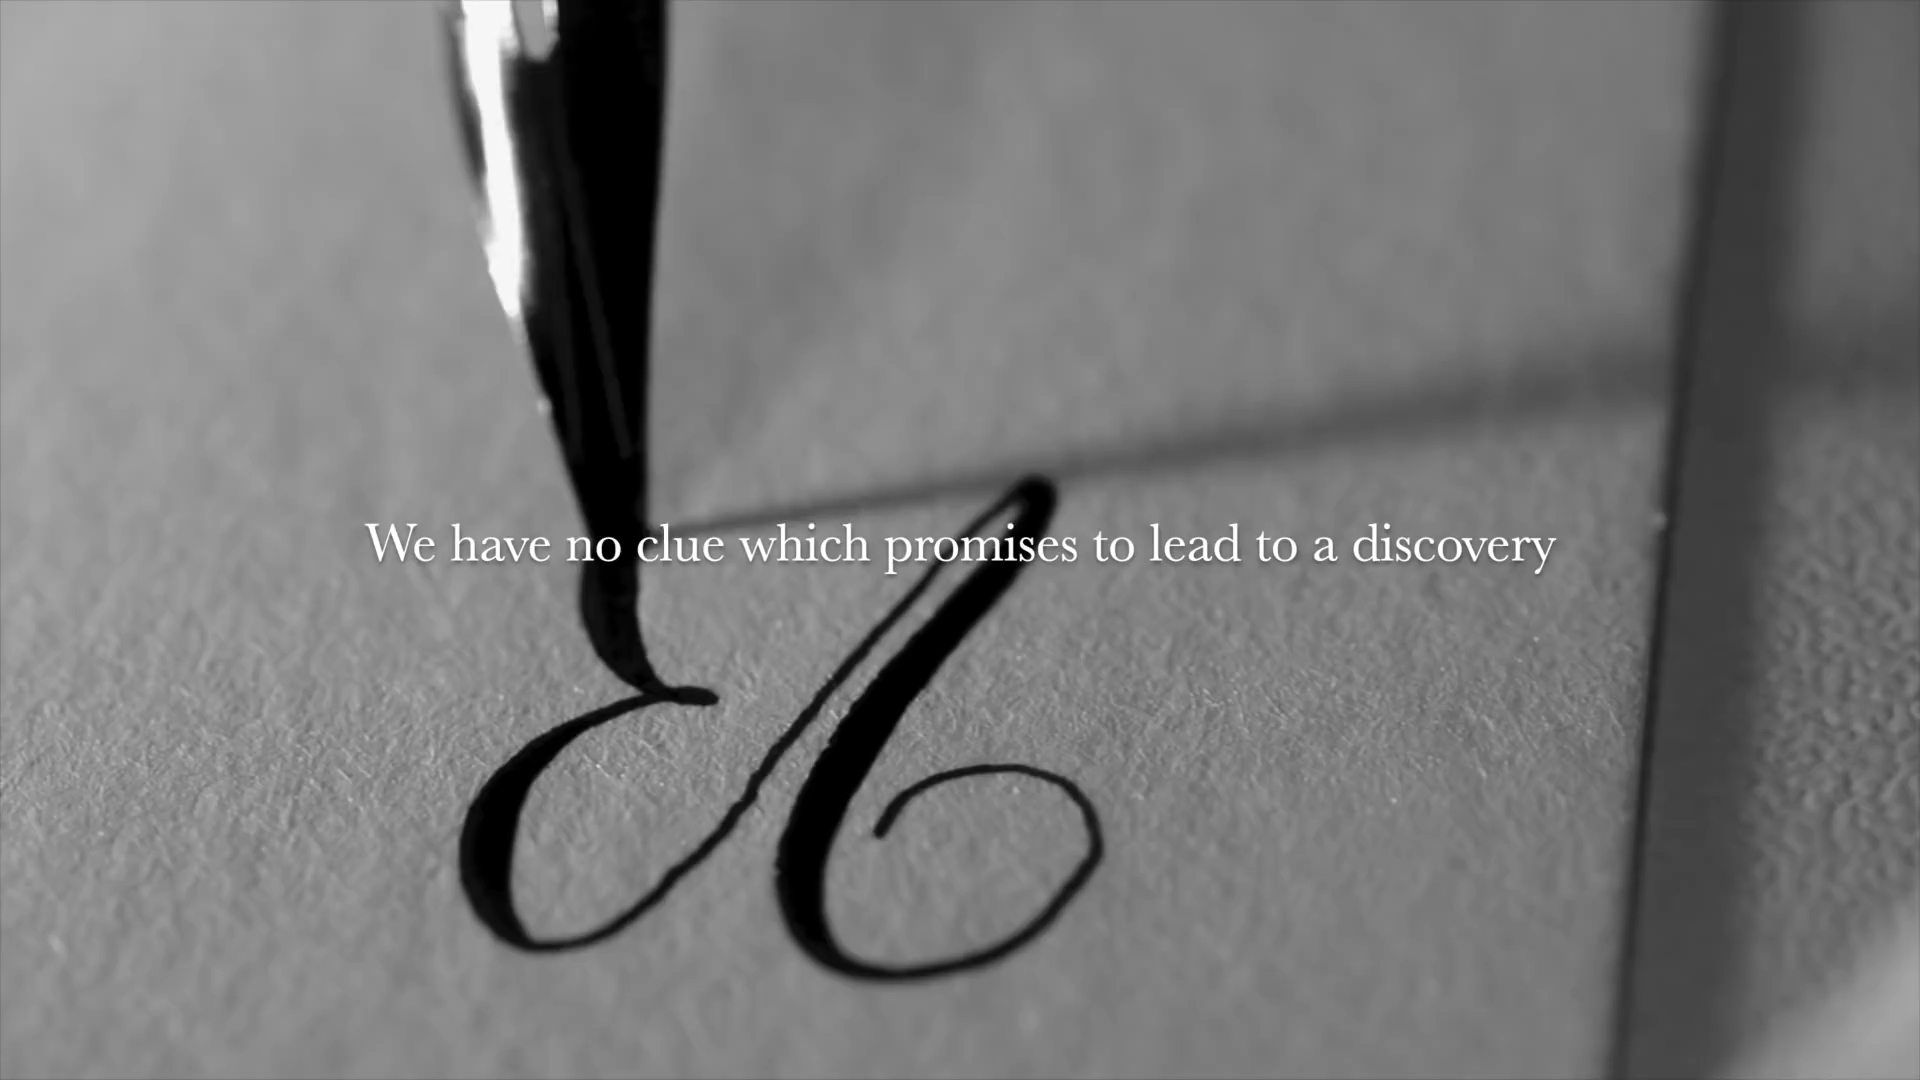 We have no clue which promises to lead to a discovery